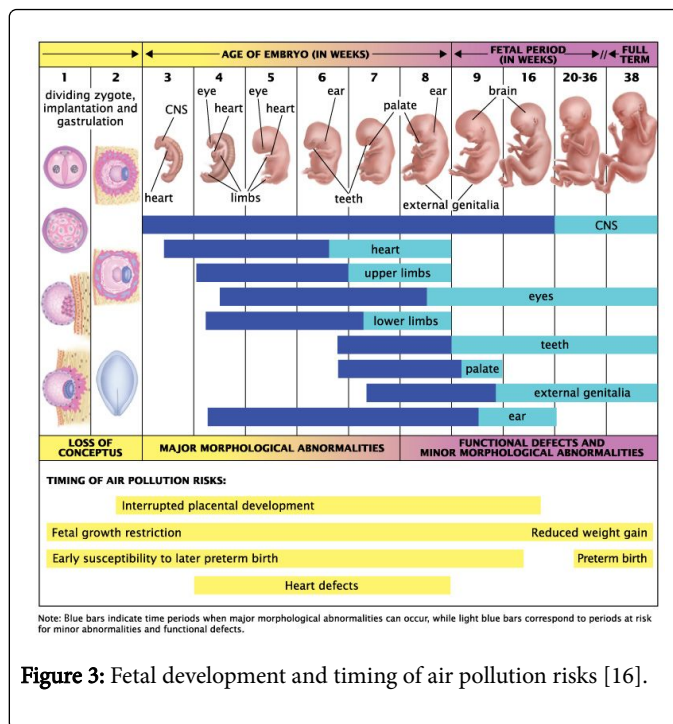 AGE OF EMBRYO (IN WEEKS)
FETAL PERIOD (IN WEEKS)
FULL TERM
1 2 3 4 5 6 7 8 9 16 20-36 38
dividing zygote,
implantation and
gastrulation
CNS
heart
eye
heart
limbs
eye
heart
ear
teeth
palate
ear
external genitalia
brain
CNS
heart
upper limbs
eyes
lower limbs
teeth
palate
external genitalia
ear
LOSS OF
CONCEPTUS
MAJOR MORPHOLOGICAL ABNORMALITIES
FUNCTIONAL DEFECTS AND
MINOR MORPHOLOGICAL ABNORMALITIES
TIMING OF AIR POLLUTION RISKS:
Interrupted placental development
Fetal growth restriction
Reduced weight gain
Early susceptibility to later preterm birth
Preterm birth
Heart defects
Note: Blue bars indicate time periods when major morphological abnormalities can occur, while light blue bars correspond to periods at risk
for minor abnormalities and functional defects.
Figure 3: Fetal development and timing of air pollution risks [16].